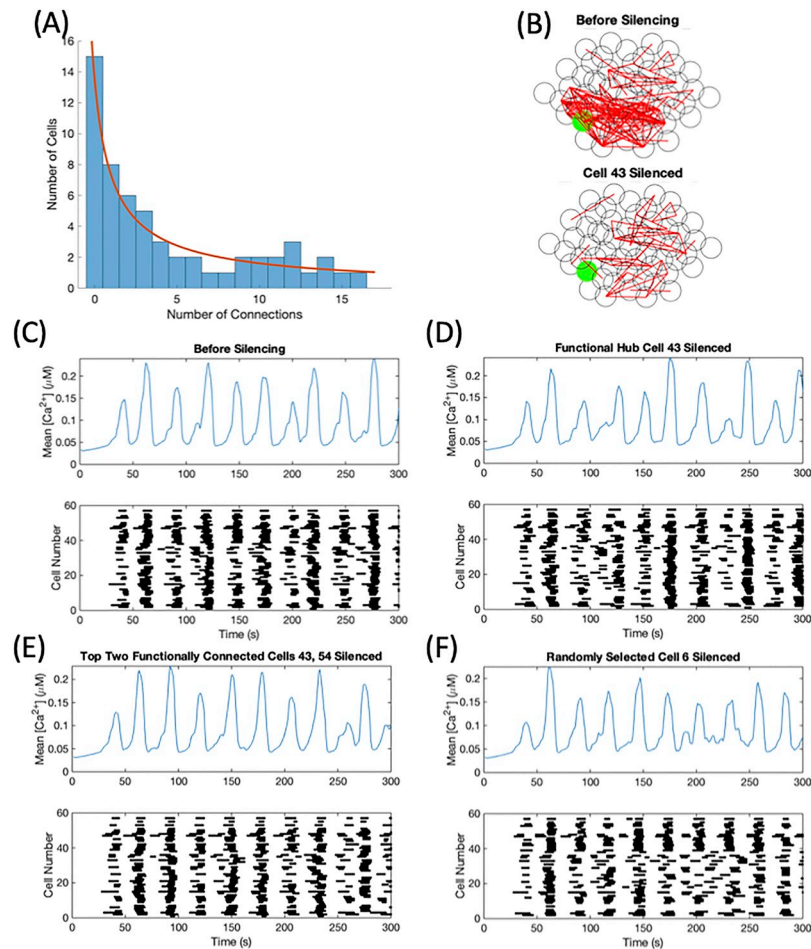 (A)
16
14
12
10
8
6
4
2
0
Number of Cells
0 5 10 15
Number of Connections
(B)
Before Silencing
Cell 43 Silenced
(C)
Before Silencing
0.2
0.15
0.1
0.05
0
Mean [Ca²⁺] (μM)
0 50 100 150 200 250 300
60
40
20
0
Cell Number
0 50 100 150 200 250 300
Time (s)
(D)
Functional Hub Cell 43 Silenced
0.2
0.15
0.1
0.05
0
Mean [Ca²⁺] (μM)
0 50 100 150 200 250 300
60
40
20
0
Cell Number
0 50 100 150 200 250 300
Time (s)
(E)
Top Two Functionally Connected Cells 43, 54 Silenced
0.2
0.15
0.1
0.05
0
Mean [Ca²⁺] (μM)
0 50 100 150 200 250 300
60
40
20
0
Cell Number
0 50 100 150 200 250 300
Time (s)
(F)
Randomly Selected Cell 6 Silenced
0.2
0.15
0.1
0.05
0
Mean [Ca²⁺] (μM)
0 50 100 150 200 250 300
60
40
20
0
Cell Number
0 50 100 150 200 250 300
Time (s)